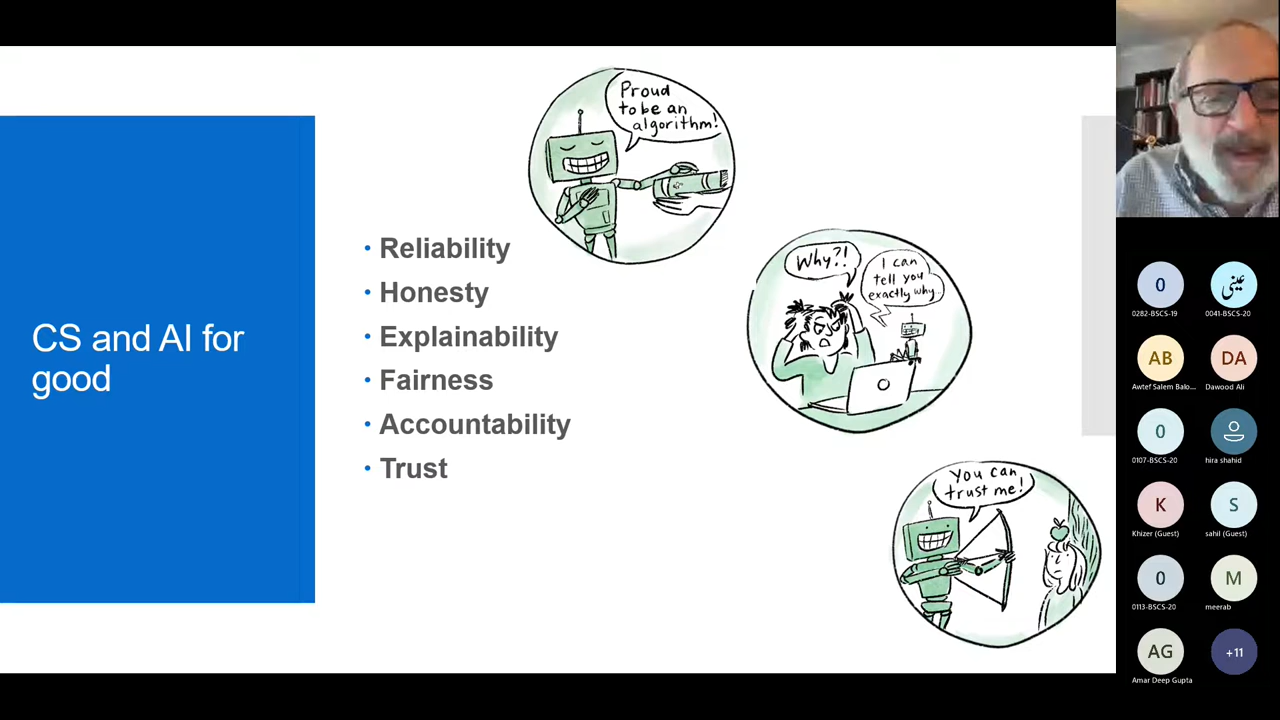 CS and AI for
good
Proud
to be an
algorithm!
• Reliability
• Honesty
• Explainability
• Fairness
• Accountability
• Trust
Why?!
I can
tell you
exactly why...
You can
trust me!
0
0282-BSCS-19
عینی
0041-BSCS-20
AB
Awtef Salem Balo...
DA
Dawood Ali
0
0107-BSCS-20
hira shahid
K
Khizer (Guest)
S
sahil (Guest)
0
0113-BSCS-20
M
meerab
AG
Amar Deep Gupta
+11